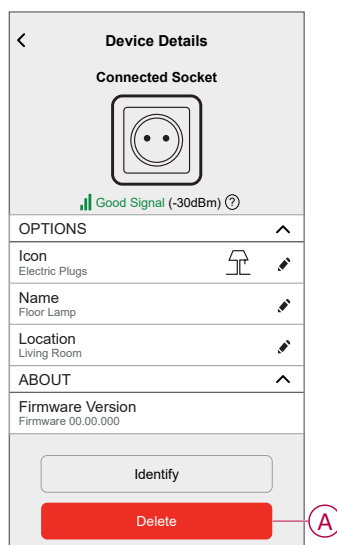 Device Details
Connected Socket
Good Signal (-30dBm) ?
OPTIONS
Icon
Electric Plugs
Name
Floor Lamp
Location
Living Room
ABOUT
Firmware Version
Firmware 00.00.000
Identify
Delete
A